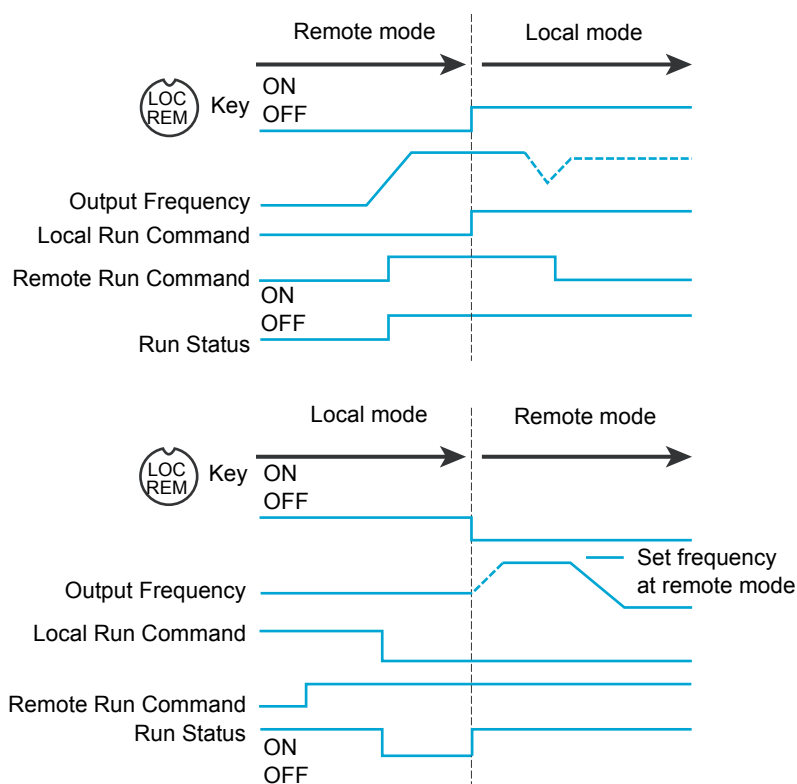 Remote mode
Local mode
LOC
REM
Key
ON
OFF
Output Frequency
Local Run Command
Remote Run Command
ON
OFF
Run Status
Local mode
Remote mode
LOC
REM
Key
ON
OFF
Set frequency
at remote mode
Output Frequency
Local Run Command
Remote Run Command
Run Status
ON
OFF